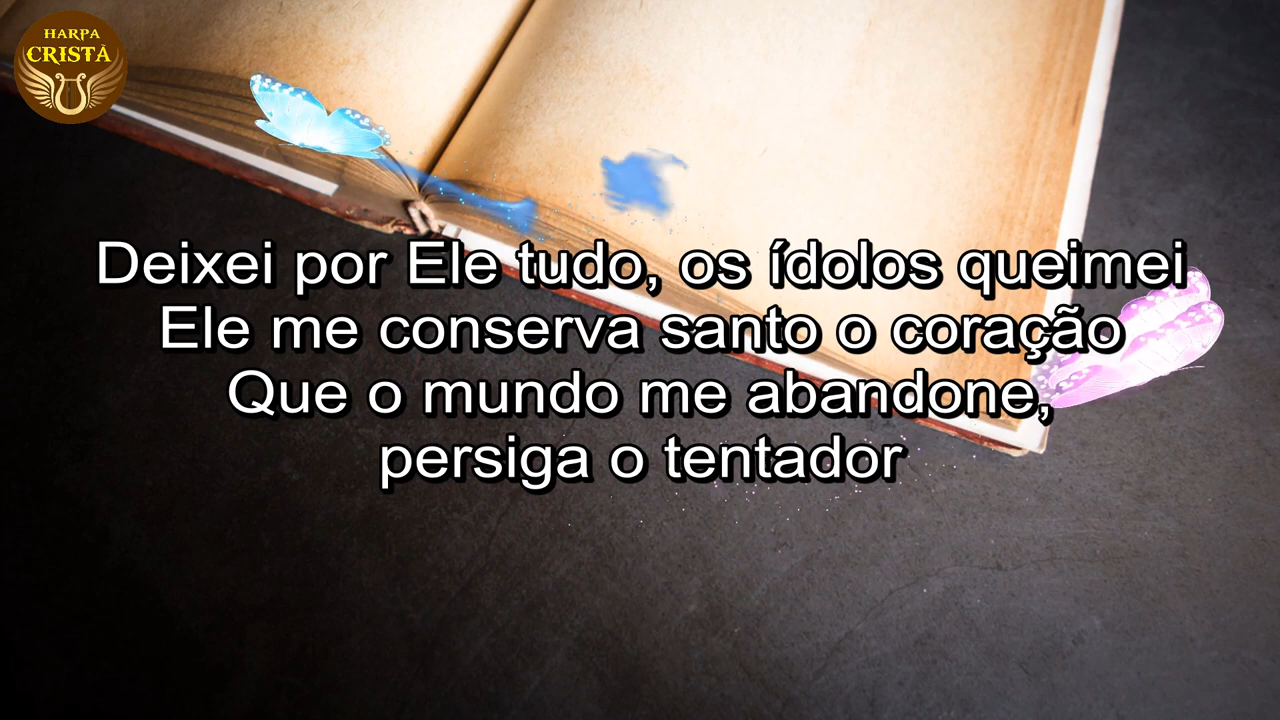 HARPA
CRISTÃ
Deixei por Ele tudo, os ídolos queimei
Ele me conserva santo o coração
Que o mundo me abandone,
persiga o tentador